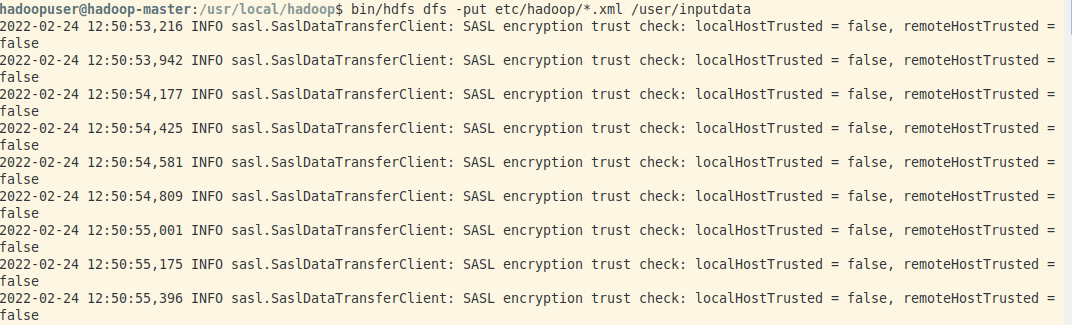 hadoopuser@hadoop-master:/usr/local/hadoop$ bin/hdfs dfs -put etc/hadoop/*.xml /user/inputdata
2022-02-24 12:50:53,216 INFO sasl.SaslDataTransferClient: SASL encryption trust check: localHostTrusted = false, remoteHostTrusted =
false
2022-02-24 12:50:53,942 INFO sasl.SaslDataTransferClient: SASL encryption trust check: localHostTrusted = false, remoteHostTrusted =
false
2022-02-24 12:50:54,177 INFO sasl.SaslDataTransferClient: SASL encryption trust check: localHostTrusted = false, remoteHostTrusted =
false
2022-02-24 12:50:54,425 INFO sasl.SaslDataTransferClient: SASL encryption trust check: localHostTrusted = false, remoteHostTrusted =
false
2022-02-24 12:50:54,581 INFO sasl.SaslDataTransferClient: SASL encryption trust check: localHostTrusted = false, remoteHostTrusted =
false
2022-02-24 12:50:54,809 INFO sasl.SaslDataTransferClient: SASL encryption trust check: localHostTrusted = false, remoteHostTrusted =
false
2022-02-24 12:50:55,001 INFO sasl.SaslDataTransferClient: SASL encryption trust check: localHostTrusted = false, remoteHostTrusted =
false
2022-02-24 12:50:55,175 INFO sasl.SaslDataTransferClient: SASL encryption trust check: localHostTrusted = false, remoteHostTrusted =
false
2022-02-24 12:50:55,396 INFO sasl.SaslDataTransferClient: SASL encryption trust check: localHostTrusted = false, remoteHostTrusted =
false